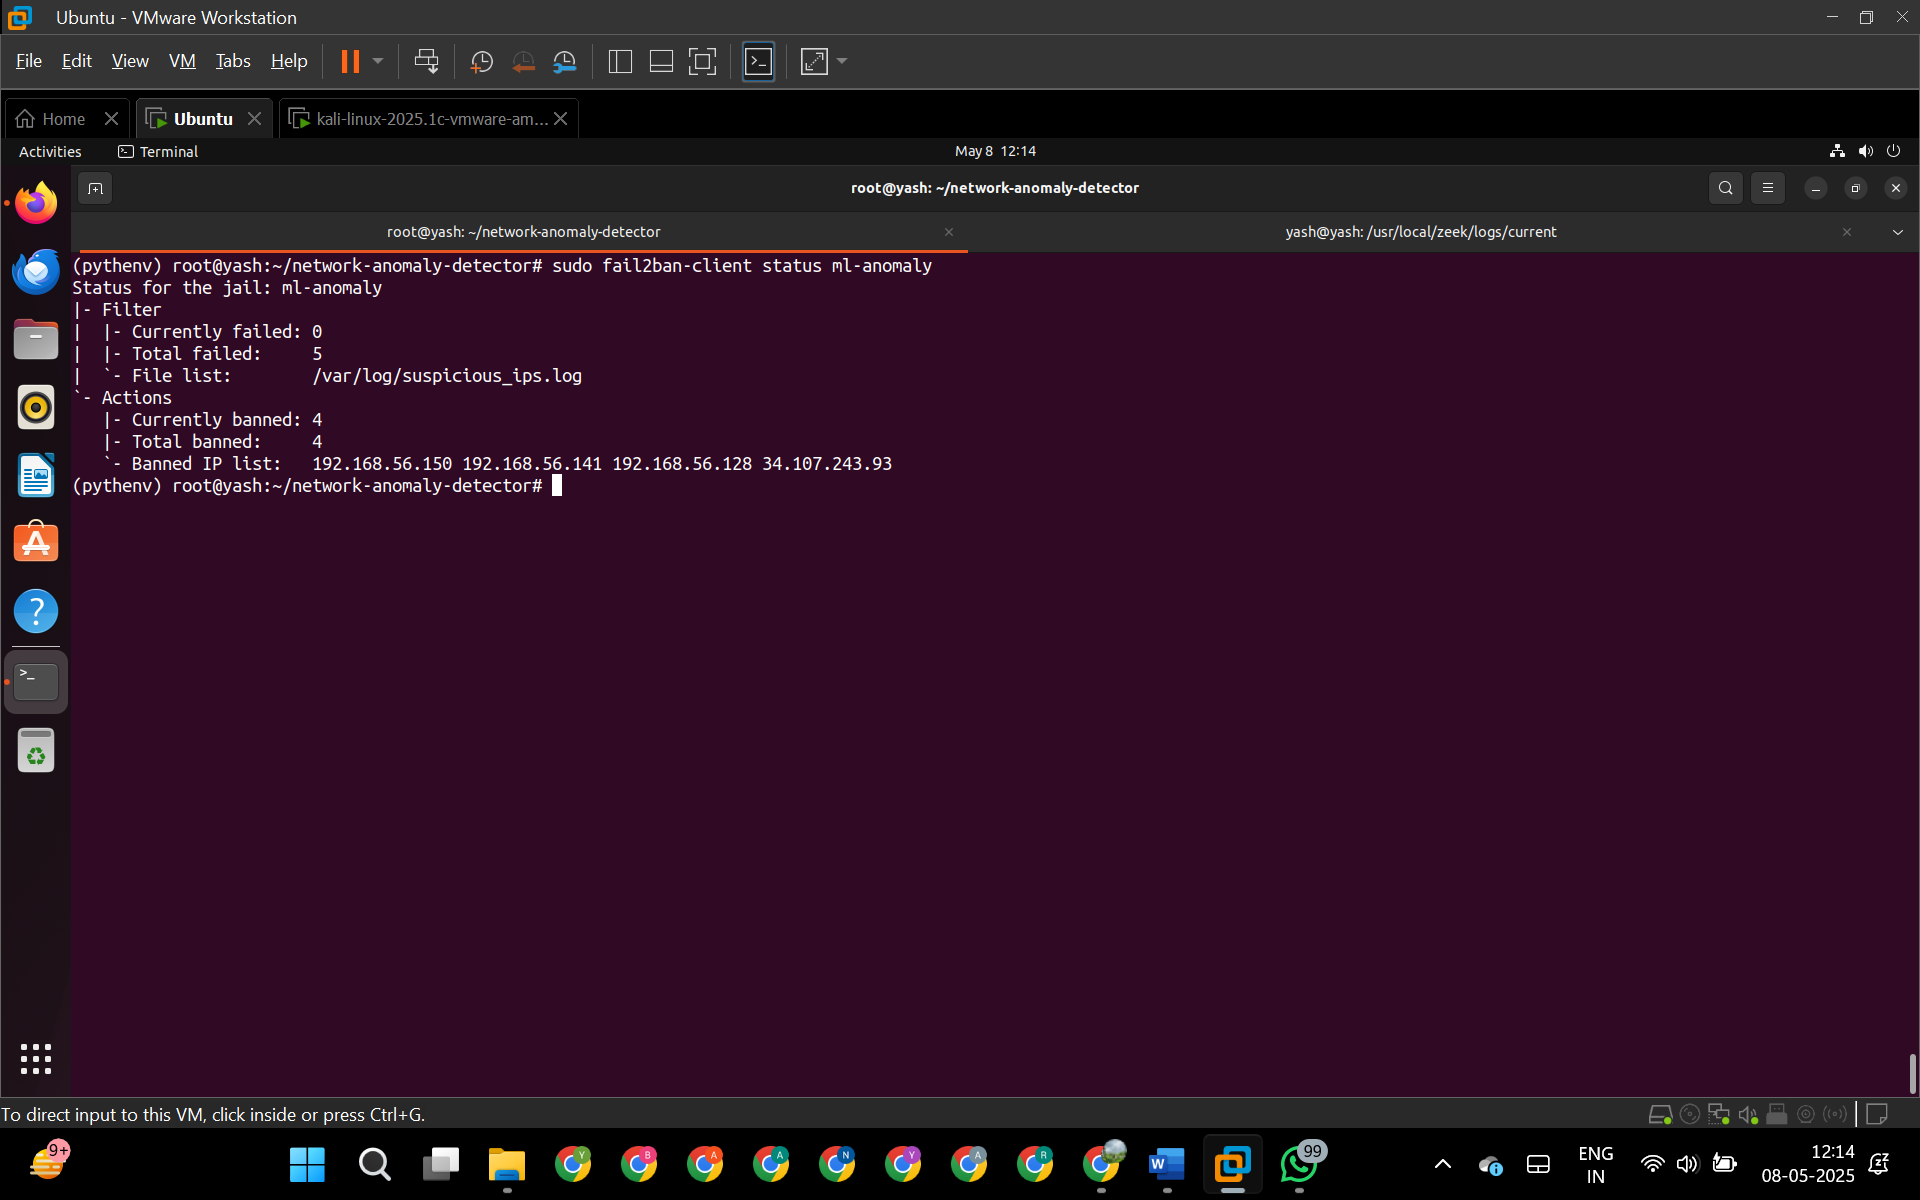 Ubuntu - VMware Workstation
File Edit View VM Tabs Help
Home Ubuntu kali-linux-2025.1c-vmware-am...
Activities Terminal May 8 12:14
root@yash: ~/network-anomaly-detector
root@yash: ~/network-anomaly-detector yash@yash: /usr/local/zeek/logs/current
(pythenv) root@yash:~/network-anomaly-detector# sudo fail2ban-client status ml-anomaly
Status for the jail: ml-anomaly
|- Filter
|  |- Currently failed: 0
|  |- Total failed:     5
|  `- File list:        /var/log/suspicious_ips.log
`- Actions
   |- Currently banned: 4
   |- Total banned:     4
   `- Banned IP list:   192.168.56.150 192.168.56.141 192.168.56.128 34.107.243.93
(pythenv) root@yash:~/network-anomaly-detector#
To direct input to this VM, click inside or press Ctrl+G.
9+
Y B A A N Y A R
W
99
ENG
IN
12:14
08-05-2025